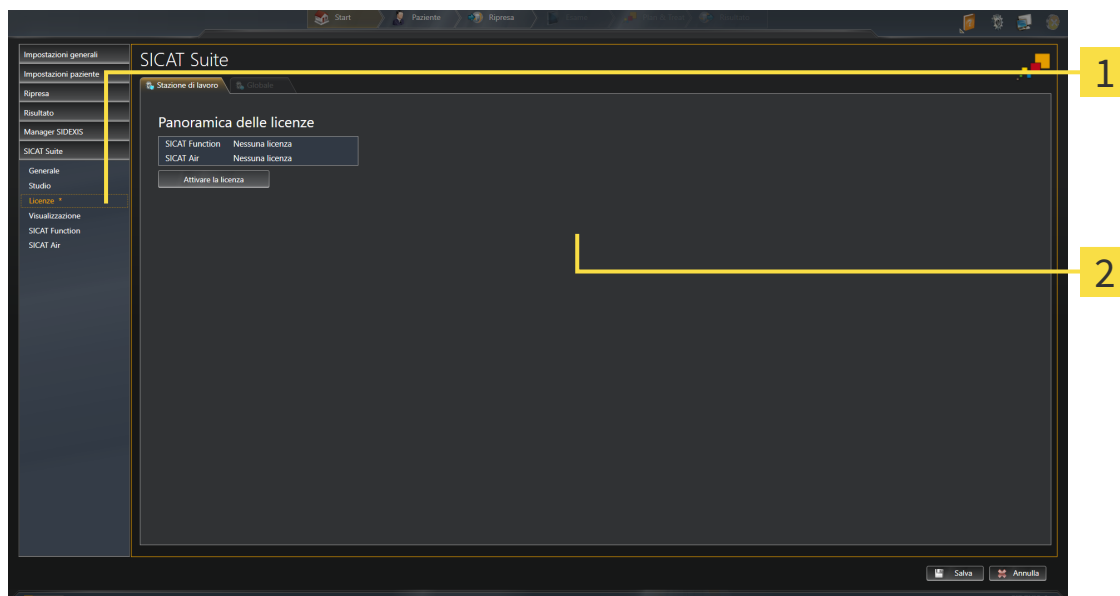 Start Paziente Ripresa
Impostazioni generali
Impostazioni paziente
Ripresa
Risultato
Manager SIDEXIS
SICAT Suite
Generale
Studio
Licenze *
Visualizzazione
SICAT Function
SICAT Air
SICAT Suite
Stazione di lavoro Globale
Panoramica delle licenze
SICAT Function Nessuna licenza
SICAT Air Nessuna licenza
Attivare la licenza
1
2
Salva Annulla